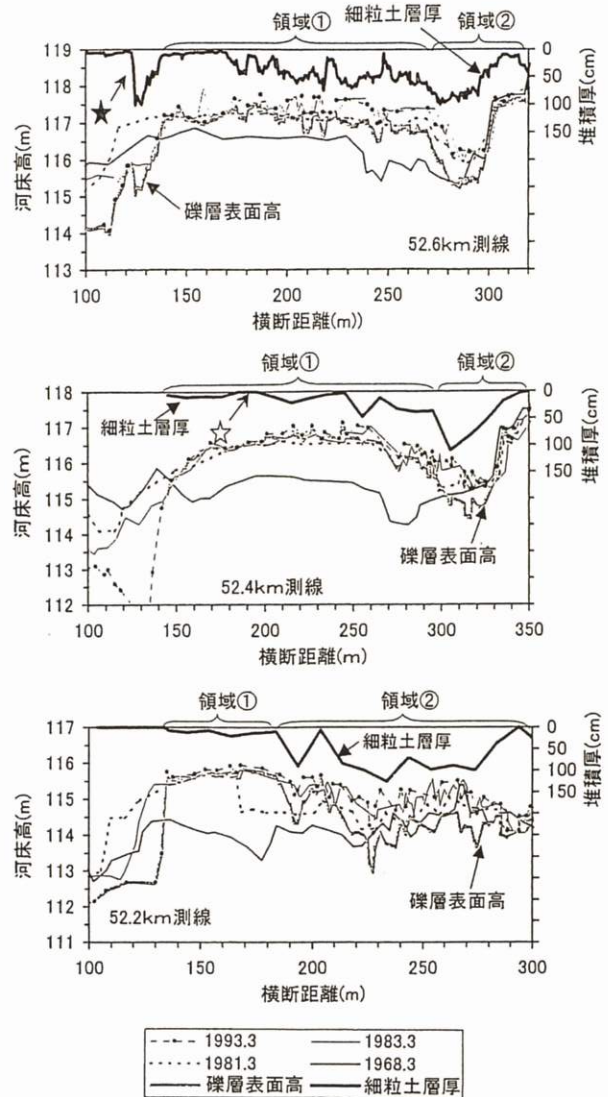 領域① 細粒土層厚 領域②
119
118
117
116
115
114
113
河床高(m)
0
50
100
150
堆積厚(cm)
★
礫層表面高
52.6km測線
100 150 200 250 300
横断距離(m))
領域① 領域②
118
117
116
115
114
113
112
河床高(m)
0
50
100
150
堆積厚(cm)
細粒土層厚
☆
礫層表面高
52.4km測線
100 150 200 250 300 350
横断距離(m)
領域① 領域②
117
116
115
114
113
112
111
河床高(m)
0
50
100
150
堆積厚(cm)
細粒土層厚
礫層表面高
52.2km測線
100 150 200 250 300
横断距離(m)
1993.3 1983.3
1981.3 1968.3
礫層表面高 細粒土層厚